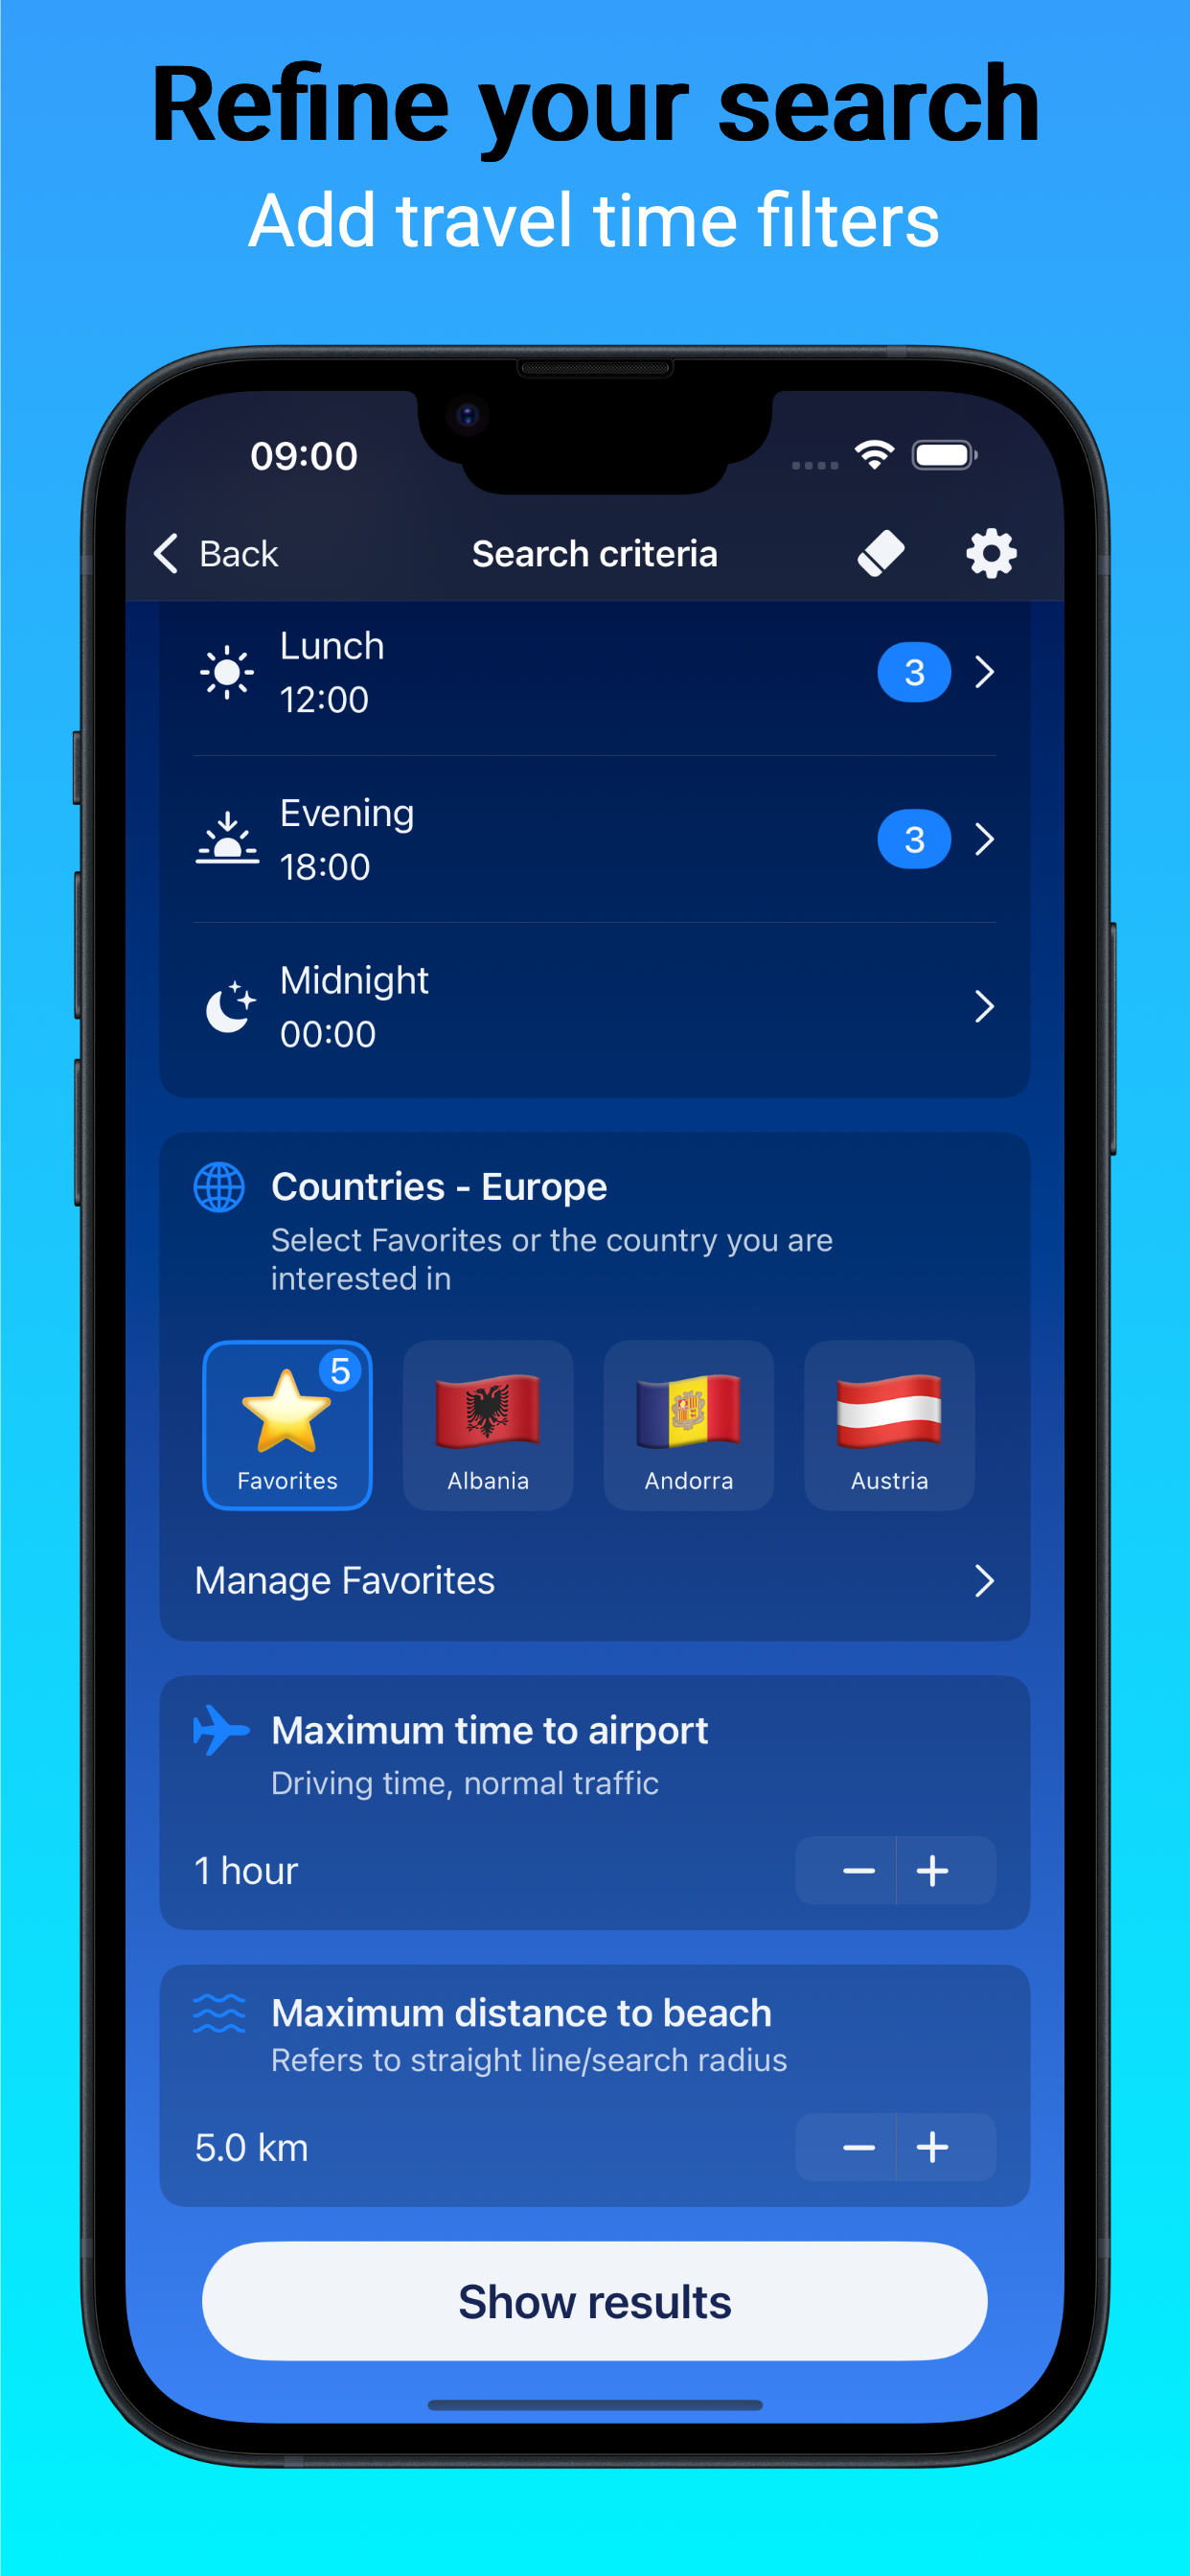 Refine your search
Add travel time filters
09:00
Back
Search criteria
Lunch
12:00
3
Evening
18:00
3
Midnight
00:00
Countries - Europe
Select Favorites or the country you are
interested in
5
Favorites
Albania
Andorra
Austria
Manage Favorites
Maximum time to airport
Driving time, normal traffic
1 hour
Maximum distance to beach
Refers to straight line/search radius
5.0 km
Show results